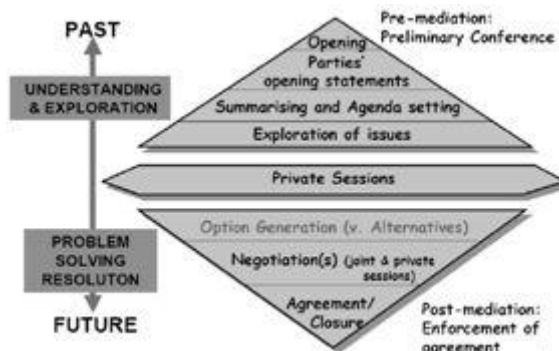 PAST
UNDERSTANDING
& EXPLORATION
PROBLEM
SOLVING
RESOLUTON
FUTURE
Pre-mediation:
Preliminary Conference
Opening
Parties'
opening statements
Summarising and Agenda setting
Exploration of issues
Private Sessions
Option Generation (v. Alternatives)
Negotiation(s) (joint & private
sessions)
Agreement/
Closure
Post-mediation:
Enforcement of
agreement